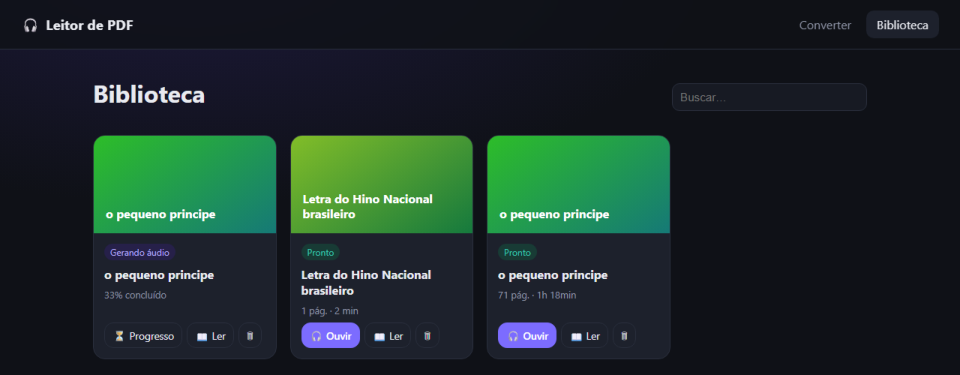 🎧 Leitor de PDF
Converter
Biblioteca
Biblioteca
Buscar...
o pequeno principe
Gerando áudio
o pequeno principe
33% concluído
⏳ Progresso
📖 Ler
🗑
Letra do Hino Nacional
brasileiro
Pronto
Letra do Hino Nacional
brasileiro
1 pág. · 2 min
🎧 Ouvir
📖 Ler
🗑
o pequeno principe
Pronto
o pequeno principe
71 pág. · 1h 18min
🎧 Ouvir
📖 Ler
🗑